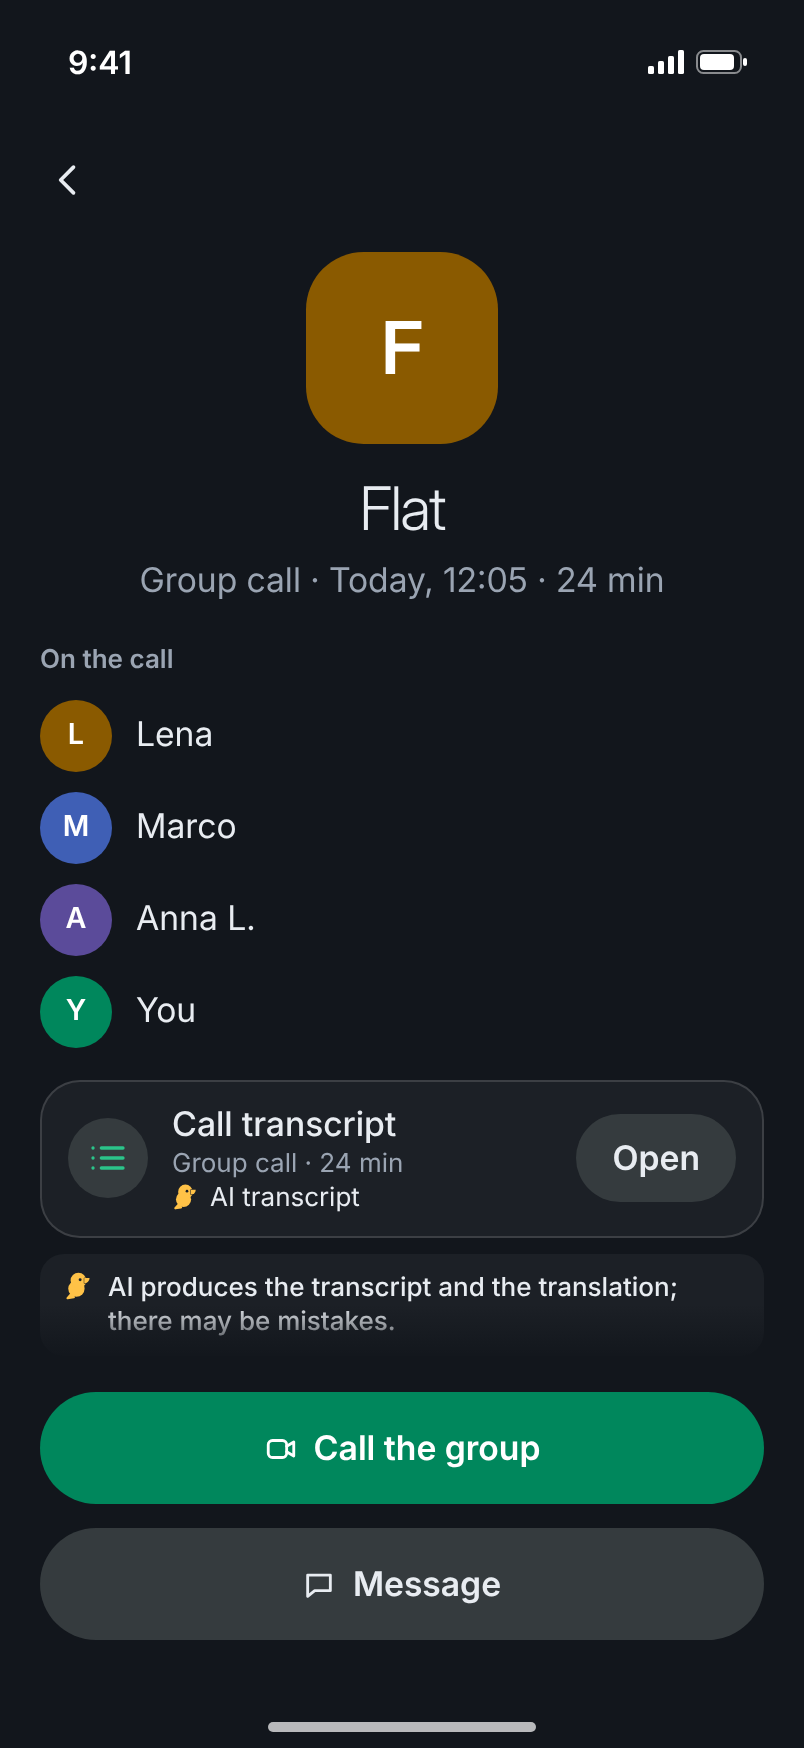 9:41
F
Flat
Group call · Today, 12:05 · 24 min
On the call
L Lena
M Marco
A Anna L.
Y You
Call transcript
Group call · 24 min
AI transcript
Open
AI produces the transcript and the translation;
there may be mistakes.
Call the group
Message